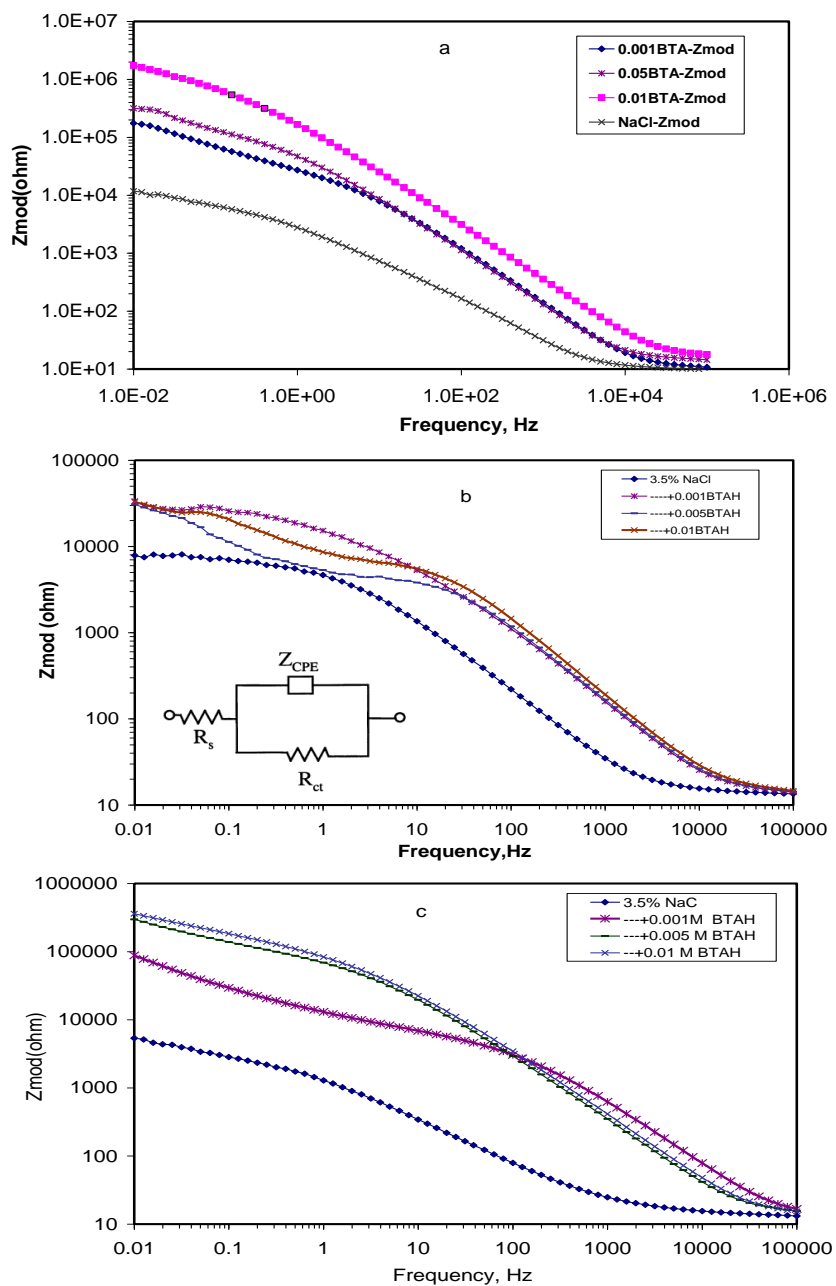 1.0E+07
1.0E+06
1.0E+05
1.0E+04
1.0E+03
1.0E+02
1.0E+01
Zmod(ohm)
a
0.001BTA-Zmod
0.05BTA-Zmod
0.01BTA-Zmod
NaCl-Zmod
1.0E-02 1.0E+00 1.0E+02 1.0E+04 1.0E+06
Frequency, Hz
100000
10000
1000
100
10
Zmod (ohm)
b
3.5% NaCl
----+0.001BTAH
----+0.005BTAH
---+0.01BTAH
Z CPE
R s
R ct
0.01 0.1 1 10 100 1000 10000 100000
Frequency,Hz
1000000
100000
10000
1000
100
10
Zmod(ohm)
c
3.5% NaC
---+0.001M BTAH
---+0.005 M BTAH
---+0.01 M BTAH
0.01 0.1 1 10 100 1000 10000 100000
Frequency, Hz